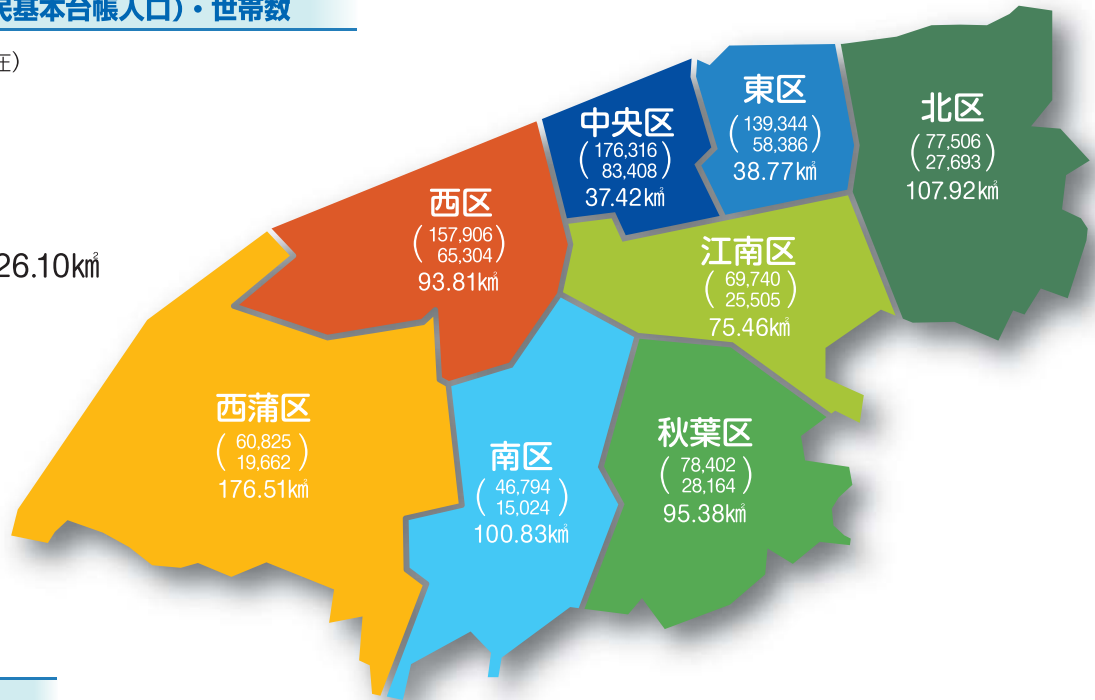 民基本台帳人口）・世帯数
在）
26.10㎢
東区
139,344
58,386
38.77㎢
北区
77,506
27,693
107.92㎢
中央区
176,316
83,408
37.42㎢
西区
157,906
65,304
93.81㎢
江南区
69,740
25,505
75.46㎢
西蒲区
60,825
19,662
176.51㎢
南区
46,794
15,024
100.83㎢
秋葉区
78,402
28,164
95.38㎢